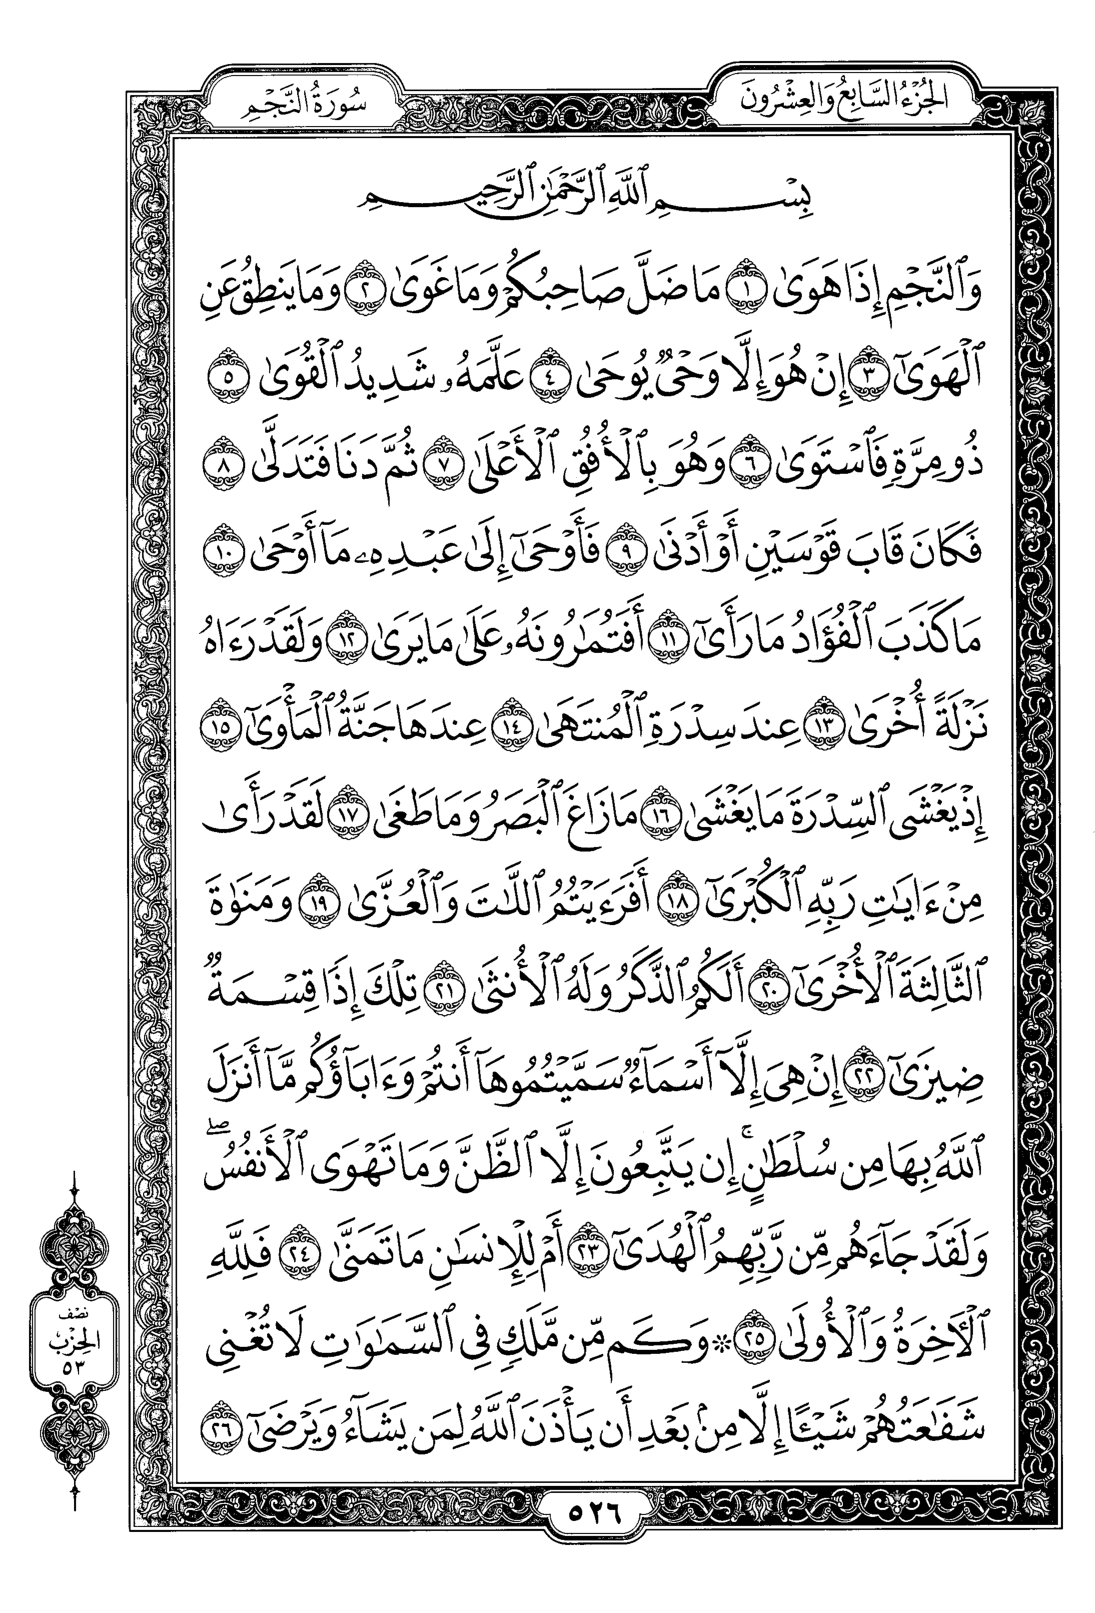 الجُزْءُ السَّابِعُ وَالعِشْرُونَ
سُورَةُ النَّجْمِ
بِسْمِ ٱللَّهِ ٱلرَّحْمَٰنِ ٱلرَّحِيمِ
وَٱلنَّجْمِ إِذَا هَوَىٰ ١ مَا ضَلَّ صَاحِبُكُمْ وَمَا غَوَىٰ ٢ وَمَا يَنطِقُ عَنِ
ٱلْهَوَىٰٓ ٣ إِنْ هُوَ إِلَّا وَحْىٌ يُوحَىٰ ٤ عَلَّمَهُۥ شَدِيدُ ٱلْقُوَىٰ ٥
ذُو مِرَّةٍ فَٱسْتَوَىٰ ٦ وَهُوَ بِٱلْأُفُقِ ٱلْأَعْلَىٰ ٧ ثُمَّ دَنَا فَتَدَلَّىٰ ٨
فَكَانَ قَابَ قَوْسَيْنِ أَوْ أَدْنَىٰ ٩ فَأَوْحَىٰٓ إِلَىٰ عَبْدِهِۦ مَآ أَوْحَىٰ ١٠
مَا كَذَبَ ٱلْفُؤَادُ مَا رَأَىٰٓ ١١ أَفَتُمَٰرُونَهُۥ عَلَىٰ مَا يَرَىٰ ١٢ وَلَقَدْ رَءَاهُ
نَزْلَةً أُخْرَىٰ ١٣ عِندَ سِدْرَةِ ٱلْمُنتَهَىٰ ١٤ عِندَهَا جَنَّةُ ٱلْمَأْوَىٰٓ ١٥
إِذْ يَغْشَى ٱلسِّدْرَةَ مَا يَغْشَىٰ ١٦ مَا زَاغَ ٱلْبَصَرُ وَمَا طَغَىٰ ١٧ لَقَدْ رَأَىٰ
مِنْ ءَايَٰتِ رَبِّهِ ٱلْكُبْرَىٰٓ ١٨ أَفَرَءَيْتُمُ ٱللَّٰتَ وَٱلْعُزَّىٰ ١٩ وَمَنَوٰةَ
ٱلثَّالِثَةَ ٱلْأُخْرَىٰٓ ٢٠ أَلَكُمُ ٱلذَّكَرُ وَلَهُ ٱلْأُنثَىٰ ٢١ تِلْكَ إِذًا قِسْمَةٌ
ضِيزَىٰٓ ٢٢ إِنْ هِىَ إِلَّآ أَسْمَآءٌ سَمَّيْتُمُوهَآ أَنتُمْ وَءَابَآؤُكُم مَّآ أَنزَلَ
ٱللَّهُ بِهَا مِن سُلْطَٰنٍ ۚ إِن يَتَّبِعُونَ إِلَّا ٱلظَّنَّ وَمَا تَهْوَى ٱلْأَنفُسُ ۖ
وَلَقَدْ جَآءَهُم مِّن رَّبِّهِمُ ٱلْهُدَىٰٓ ٢٣ أَمْ لِلْإِنسَٰنِ مَا تَمَنَّىٰ ٢٤ فَلِلَّهِ
ٱلْـَٔاخِرَةُ وَٱلْأُولَىٰ ٢٥ ۞ وَكَم مِّن مَّلَكٍ فِى ٱلسَّمَٰوَٰتِ لَا تُغْنِى
شَفَٰعَتُهُمْ شَيْـًٔا إِلَّا مِنۢ بَعْدِ أَن يَأْذَنَ ٱللَّهُ لِمَن يَشَآءُ وَيَرْضَىٰٓ ٢٦
نصف
الحزب
٥٣
٥٢٦